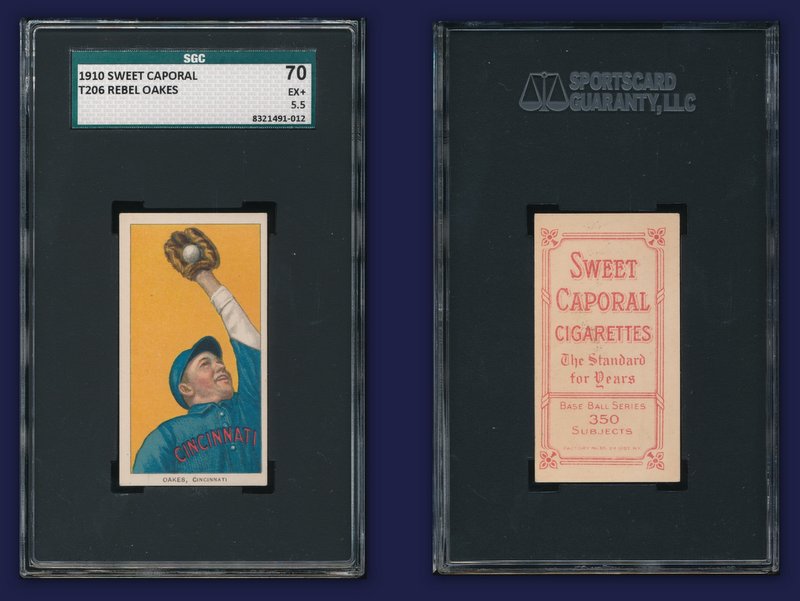 SGC
1910 SWEET CAPORAL
T206 REBEL OAKES
70
EX+
5.5
8321491-012
CINCINNATI
OAKES, CINCINNATI
SPORTSCARD
GUARANTY, LLC
SWEET
CAPORAL
CIGARETTES
The Standard
for Years
BASE BALL SERIES
350
SUBJECTS